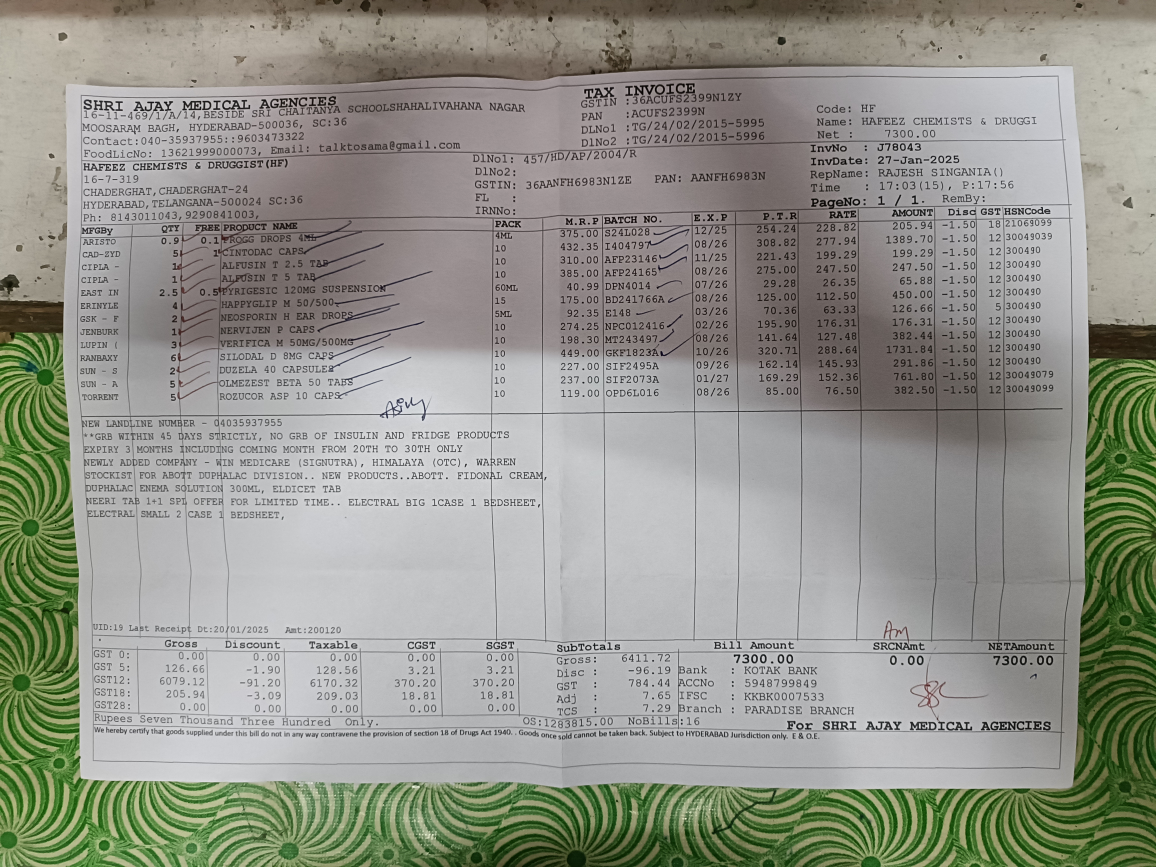 SHRI AJAY MEDICAL AGENCIES
16-11-469/1/A/14,BESIDE SRI CHAITANYA SCHOOLSHAHALIVAHANA NAGAR
MOOSARAM BAGH, HYDERABAD-500036, SC:36
Contact:040-35937955::9603473322
FoodLicNo: 13621999000073, Email: talktosama@gmail.com
TAX INVOICE
GSTIN :36ACUFS2399N1ZY
PAN :ACUFS2399N
DLNo1 :TG/24/02/2015-5995
DLNo2 :TG/24/02/2015-5996
Code: HF
Name: HAFEEZ CHEMISTS & DRUGGI
Net : 7300.00
HAFEEZ CHEMISTS & DRUGGIST(HF)
16-7-319
CHADERGHAT,CHADERGHAT-24
HYDERABAD,TELANGANA-500024 SC:36
Ph: 8143011043,9290841003,
DlNo1: 457/HD/AP/2004/R
DlNo2:
GSTIN: 36AANFH6983N1ZE PAN: AANFH6983N
FL :
IRNNo:
InvNo : J78043
InvDate: 27-Jan-2025
RepName: RAJESH SINGANIA()
Time : 17:03(15), P:17:56
PageNo: 1 / 1. RemBy:
MFGBy QTY FREE PRODUCT NAME PACK M.R.P BATCH NO. E.X.P P.T.R RATE AMOUNT Disc GST HSNCode
ARISTO 0.9 0.1 FROGG DROPS 4ML 4ML 375.00 S24L028 12/25 254.24 228.82 205.94 -1.50 18 21069099
CAD-ZYD 5 1 CINTODAC CAPS 10 432.35 I404797 08/26 308.82 277.94 1389.70 -1.50 12 30049039
CIPLA - 1 ALFUSIN T 2.5 TAB 10 310.00 AFP23146 11/25 221.43 199.29 199.29 -1.50 12 300490
CIPLA - 1 ALFUSIN T 5 TAB 10 385.00 AFP24165 08/26 275.00 247.50 247.50 -1.50 12 300490
EAST IN 2.5 0.5 PYRIGESIC 120MG SUSPENSION 60ML 40.99 DPN4014 07/26 29.28 26.35 65.88 -1.50 12 300490
ERINYLE 4 HAPPYGLIP M 50/500 15 175.00 BD241766A 08/26 125.00 112.50 450.00 -1.50 12 300490
GSK - F 2 NEOSPORIN H EAR DROPS 5ML 92.35 E148 03/26 70.36 63.33 126.66 -1.50 5 300490
JENBURK 1 NERVIJEN P CAPS 10 274.25 NPC012416 02/26 195.90 176.31 176.31 -1.50 12 300490
LUPIN ( 3 VERIFICA M 50MG/500MG 10 198.30 MT243497 08/26 141.64 127.48 382.44 -1.50 12 300490
RANBAXY 6 SILODAL D 8MG CAPS 10 449.00 GKF1823A 10/26 320.71 288.64 1731.84 -1.50 12 300490
SUN - S 2 DUZELA 40 CAPSULES 10 227.00 SIF2495A 09/26 162.14 145.93 291.86 -1.50 12 300490
SUN - A 5 OLMEZEST BETA 50 TABS 10 237.00 SIF2073A 01/27 169.29 152.36 761.80 -1.50 12 30049079
TORRENT 5 ROZUCOR ASP 10 CAPS 10 119.00 OPD6L016 08/26 85.00 76.50 382.50 -1.50 12 30049099
NEW LANDLINE NUMBER - 04035937955
**GRB WITHIN 45 DAYS STRICTLY, NO GRB OF INSULIN AND FRIDGE PRODUCTS
EXPIRY 3 MONTHS INCLUDING COMING MONTH FROM 20TH TO 30TH ONLY
NEWLY ADDED COMPANY - WIN MEDICARE (SIGNUTRA), HIMALAYA (OTC), WARREN
STOCKIST FOR ABOTT DUPHALAC DIVISION.. NEW PRODUCTS..ABOTT. FIDONAL CREAM,
DUPHALAC ENEMA SOLUTION 300ML, ELDICET TAB
NEERI TAB 1+1 SPL OFFER FOR LIMITED TIME.. ELECTRAL BIG 1CASE 1 BEDSHEET,
ELECTRAL SMALL 2 CASE 1 BEDSHEET,
UID:19 Last Receipt Dt:20/01/2025 Amt:200120
Gross Discount Taxable CGST SGST
GST 0: 0.00 0.00 0.00 0.00 0.00
GST 5: 126.66 -1.90 128.56 3.21 3.21
GST12: 6079.12 -91.20 6170.32 370.20 370.20
GST18: 205.94 -3.09 209.03 18.81 18.81
GST28: 0.00 0.00 0.00 0.00 0.00
Rupees Seven Thousand Three Hundred Only.
SubTotals
Gross: 6411.72
Disc : -96.19
GST : 784.44
Adj : 7.65
TCS : 7.29
OS:1283815.00 NoBills:16
Bill Amount SRCNAmt NETAmount
7300.00 0.00 7300.00
Bank : KOTAK BANK
ACCNo : 5948799849
IFSC : KKBK0007533
Branch : PARADISE BRANCH
For SHRI AJAY MEDICAL AGENCIES
We hereby certify that goods supplied under this bill do not in any way contravene the provision of section 18 of Drugs Act 1940. . Goods once sold cannot be taken back. Subject to HYDERABAD Jurisdiction only. E & O.E.